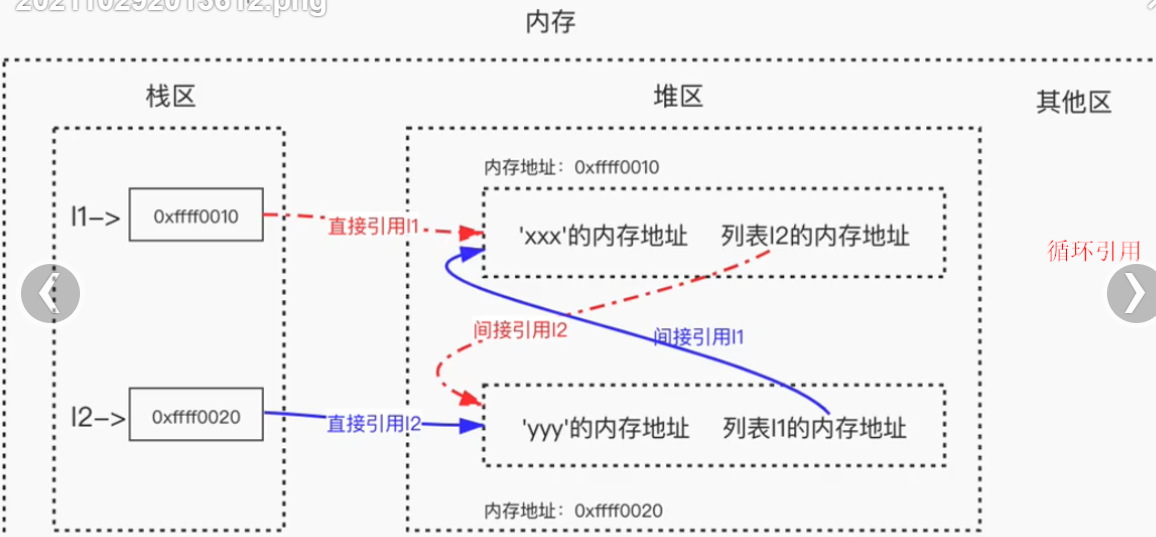 202110292013612.png
内存
栈区
堆区
其他区
内存地址：0xffff0010
l1—>
0xffff0010
直接引用l1
'xxx'的内存地址
列表l2的内存地址
循环引用
间接引用l2
间接引用l1
l2—>
0xffff0020
直接引用l2
'yyy'的内存地址
列表l1的内存地址
内存地址：0xffff0020